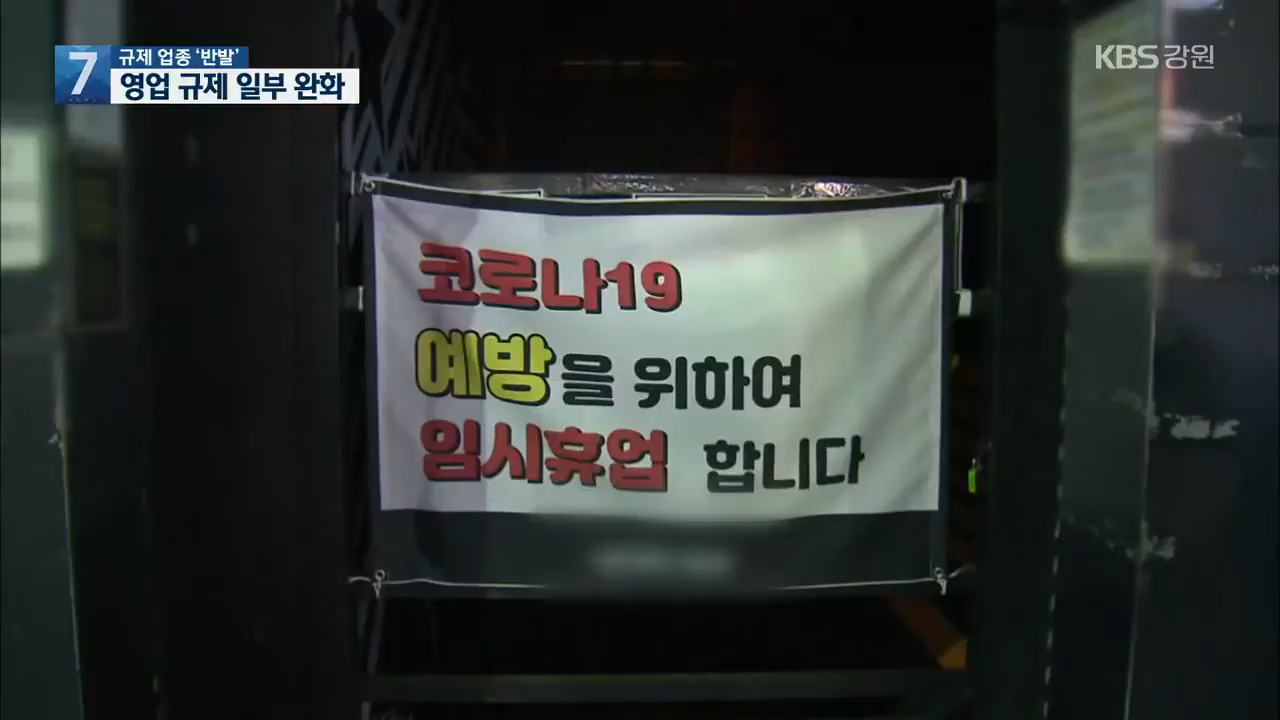 7
규제 업종 '반발'
영업 규제 일부 완화
KBS 강원
코로나19
예방을 위하여
임시휴업 합니다